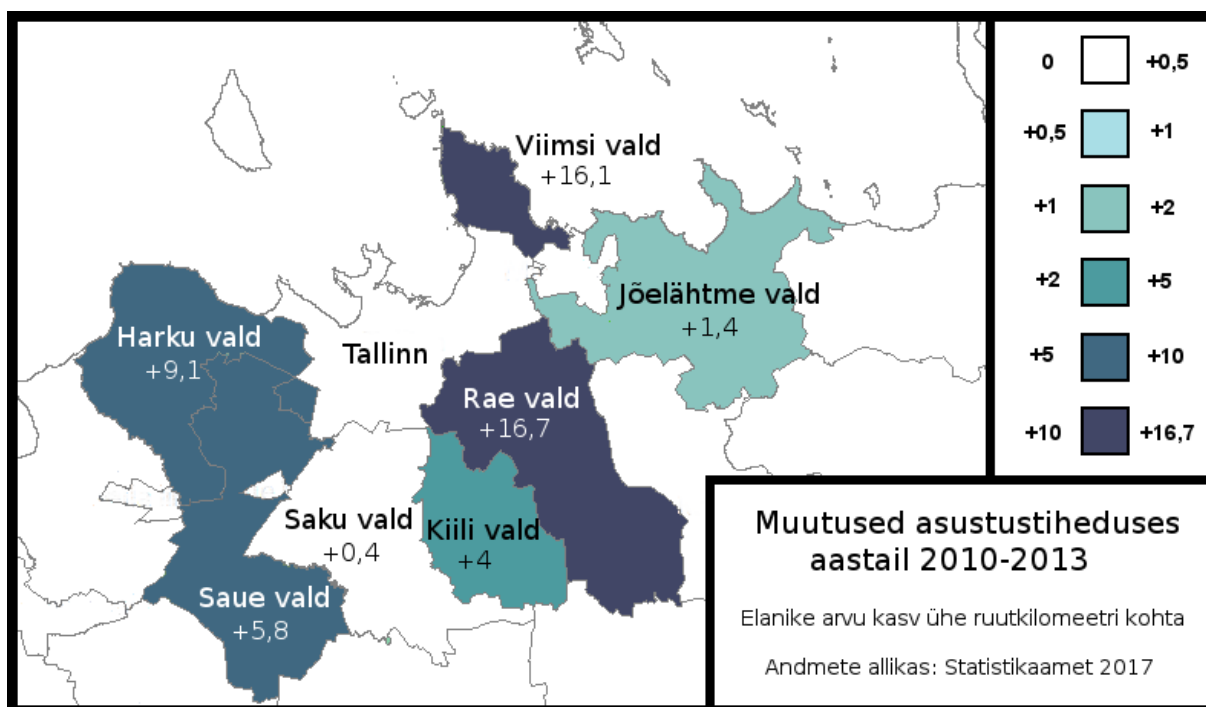 Viimsi vald
+16,1
Jõelähtme vald
+1,4
Harku vald
+9,1
Tallinn
Rae vald
+16,7
Saku vald
+0,4
Kiili vald
+4
Saue vald
+5,8
0 +0,5
+0,5 +1
+1 +2
+2 +5
+5 +10
+10 +16,7
Muutused asustustiheduses
aastail 2010-2013
Elanike arvu kasv ühe ruutkilomeetri kohta
Andmete allikas: Statistikaamet 2017